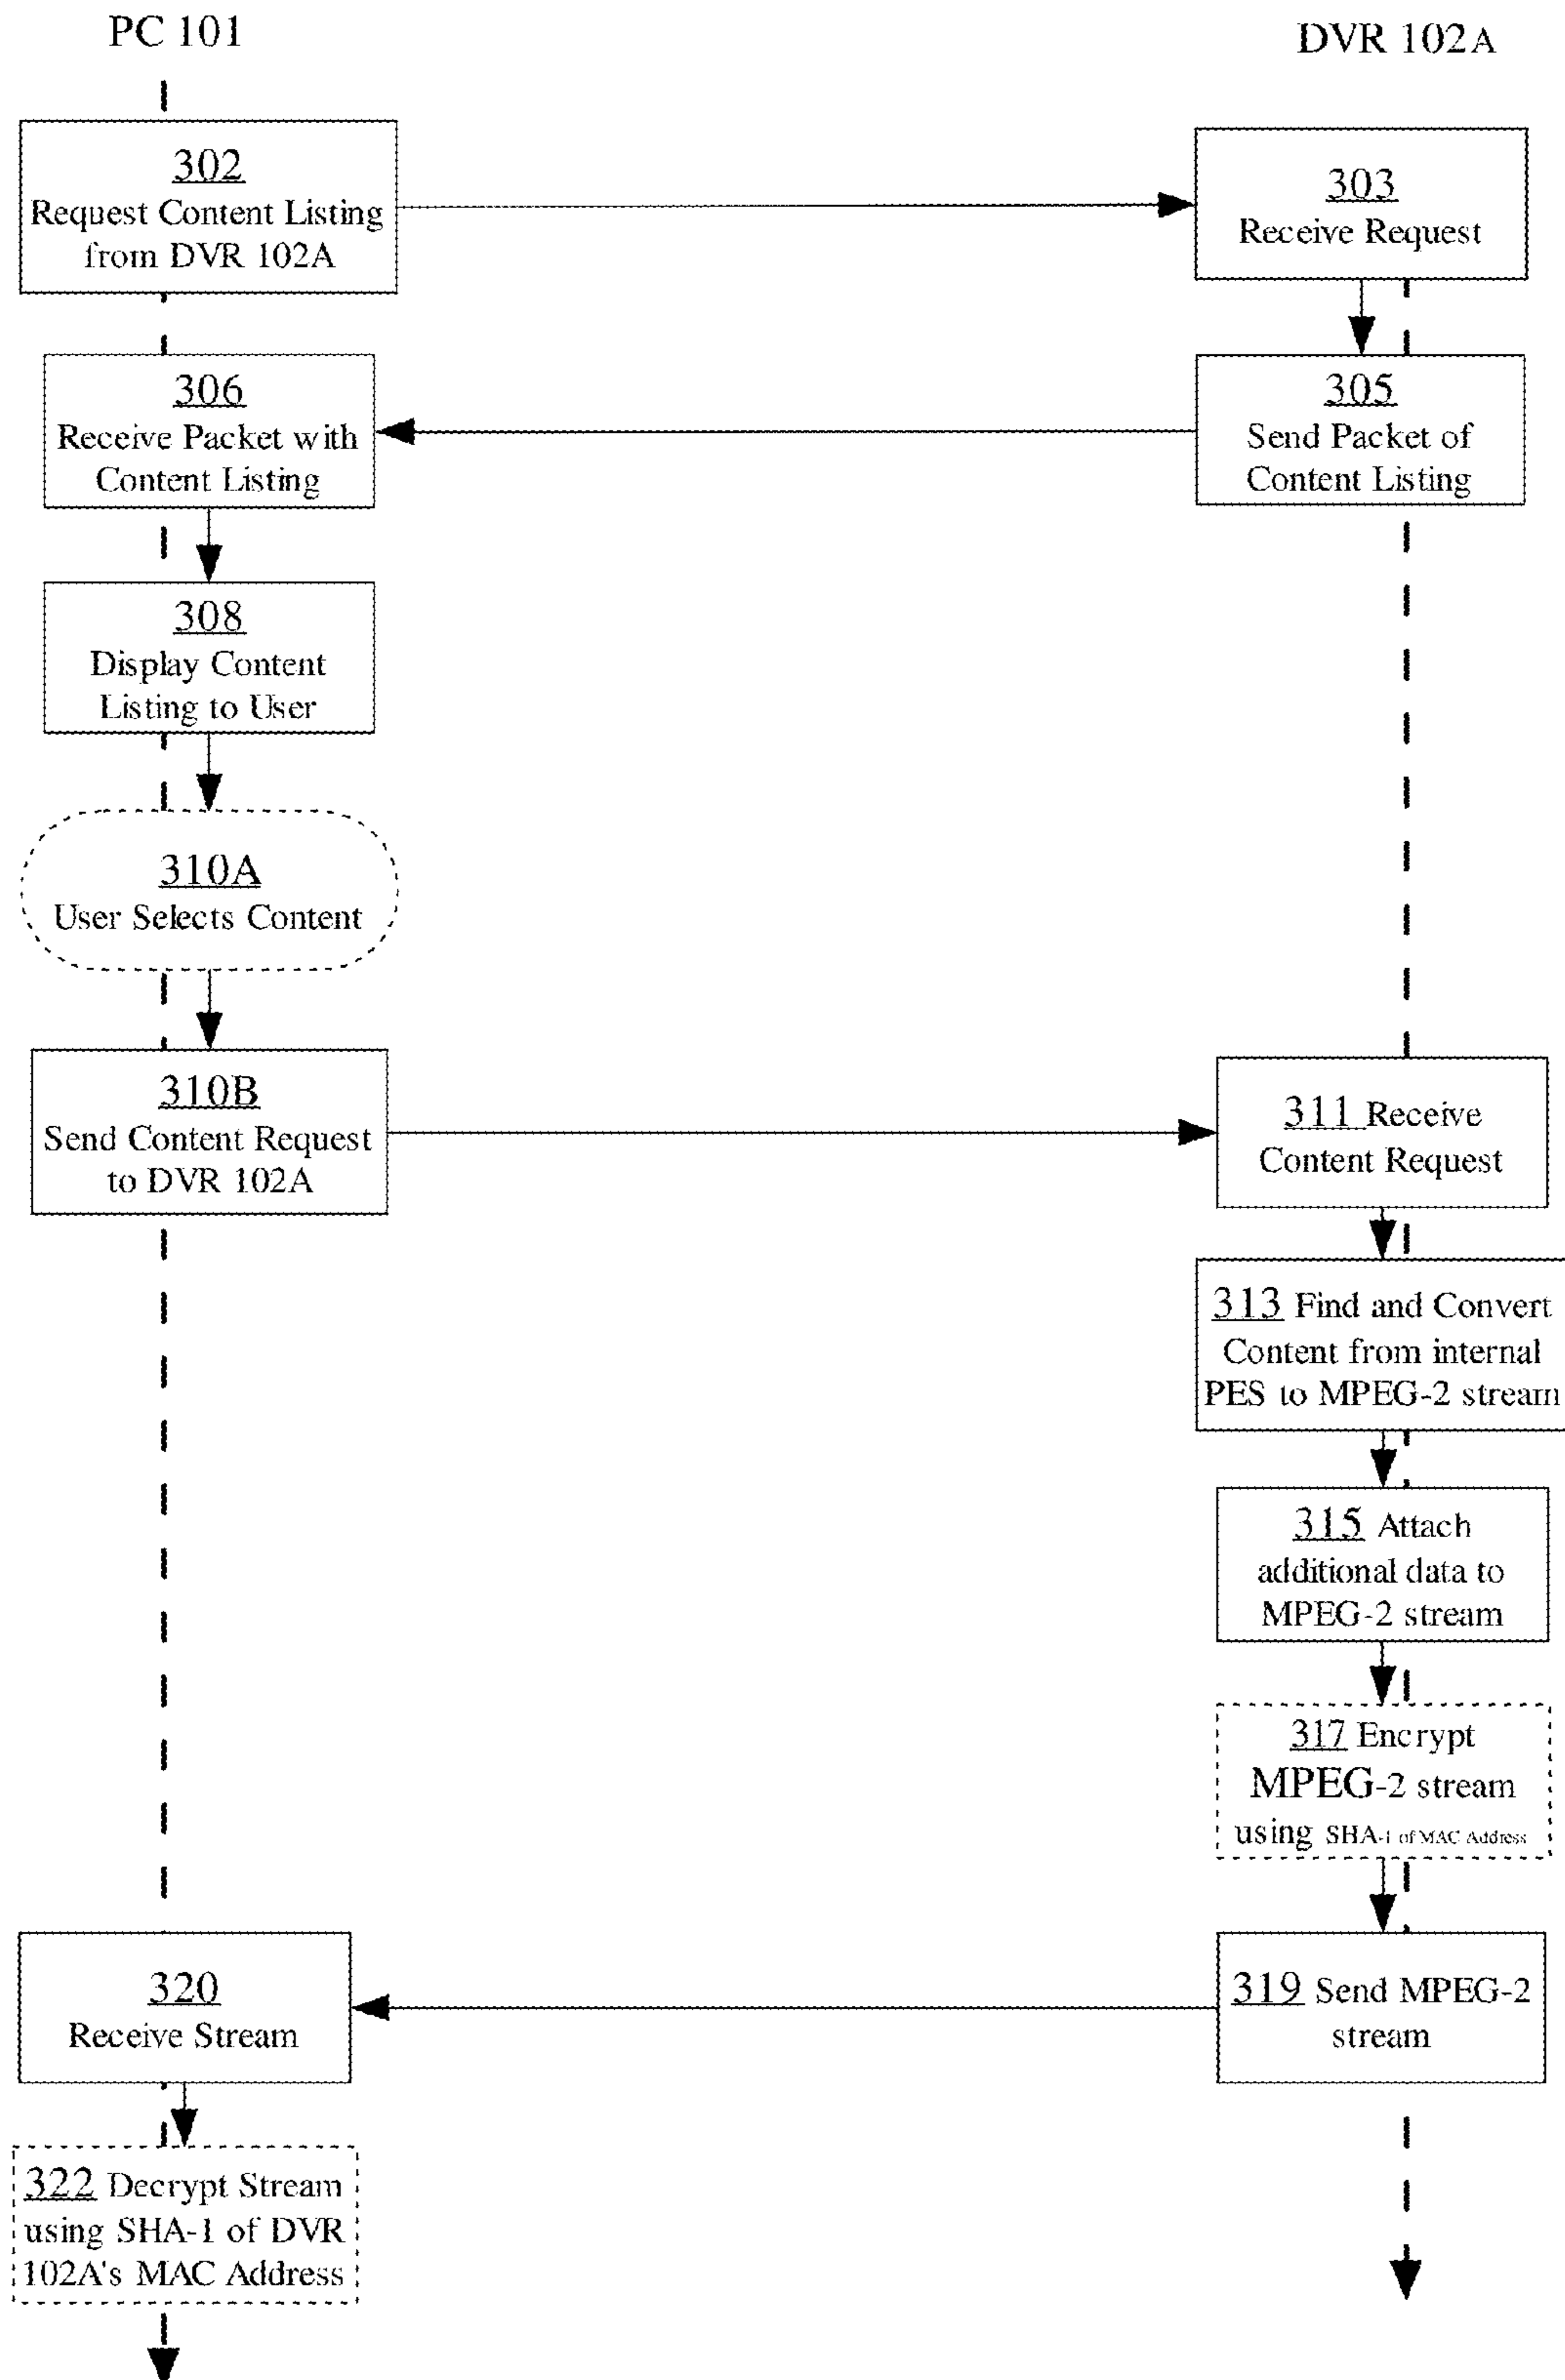 PC 101
DVR 102A
302
Request Content Listing
from DVR 102A
303
Receive Request
306
Receive Packet with
Content Listing
305
Send Packet of
Content Listing
308
Display Content
Listing to User
310A
User Selects Content
310B
Send Content Request
to DVR 102A
311 Receive
Content Request
313 Find and Convert
Content from internal
PES to MPEG-2 stream
315 Attach
additional data to
MPEG-2 stream
317 Encrypt
MPEG-2 stream
using SHA-1 of MAC Address
320
Receive Stream
319 Send MPEG-2
stream
322 Decrypt Stream
using SHA-1 of DVR
102A's MAC Address